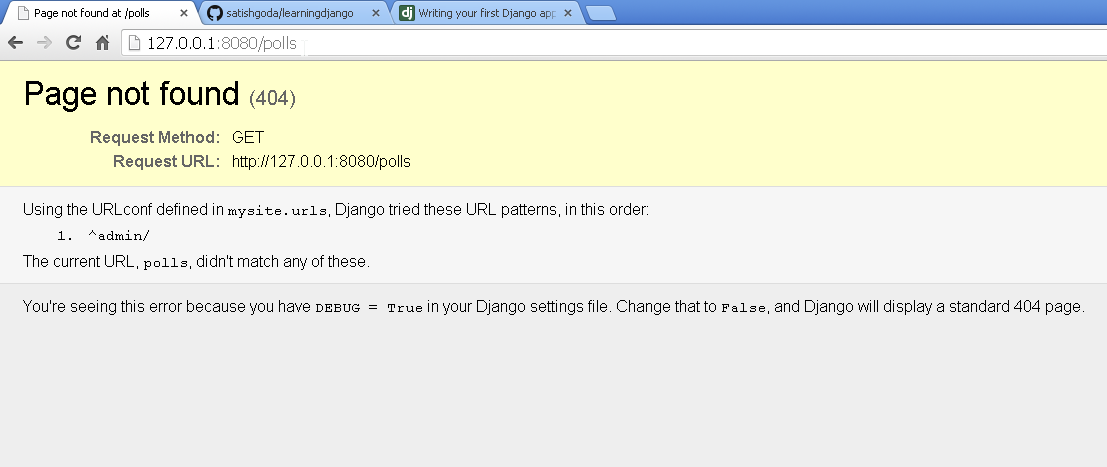 Page not found at /polls
satishgoda/learningdjango
Writing your first Django app
127.0.0.1:8080/polls
Page not found (404)
Request Method: GET
Request URL: http://127.0.0.1:8080/polls
Using the URLconf defined in mysite.urls, Django tried these URL patterns, in this order:
1. ^admin/
The current URL, polls, didn't match any of these.
You're seeing this error because you have DEBUG = True in your Django settings file. Change that to False, and Django will display a standard 404 page.